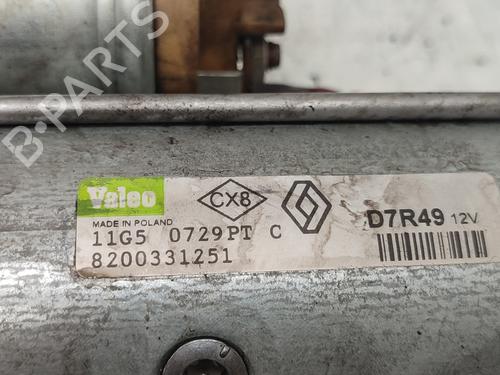 B-PARTS
Valeo
MADE IN POLAND
CX8
D7R49 12V
11G5 0729PT C
8200331251